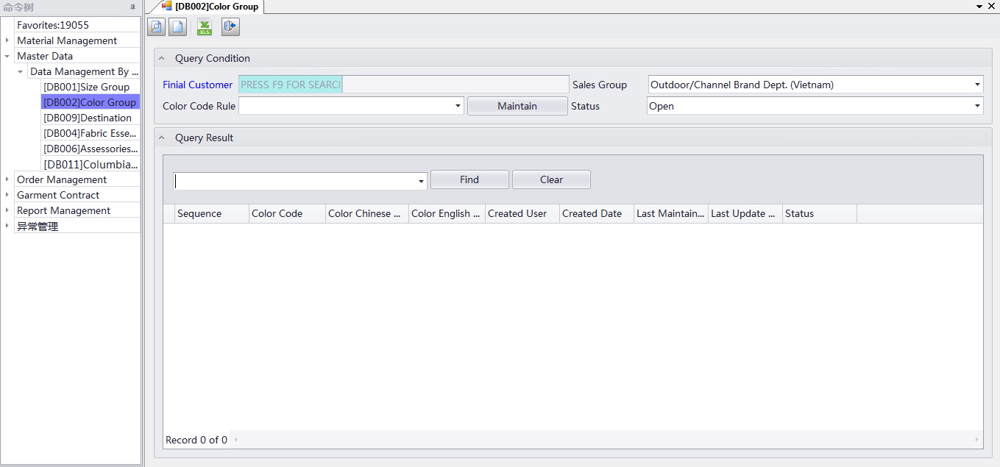 命令树
Favorites:19055
Material Management
Master Data
Data Management By ...
[DB001]Size Group
[DB002]Color Group
[DB009]Destination
[DB004]Fabric Esse...
[DB006]Assessories...
[DB011]Columbia...
Order Management
Garment Contract
Report Management
异常管理
[DB002]Color Group
XLS
Query Condition
Finial Customer PRESS F9 FOR SEARCH Sales Group Outdoor/Channel Brand Dept. (Vietnam)
Color Code Rule Maintain Status Open
Query Result
Find Clear
Sequence Color Code Color Chinese ... Color English ... Created User Created Date Last Maintain... Last Update ... Status
Record 0 of 0